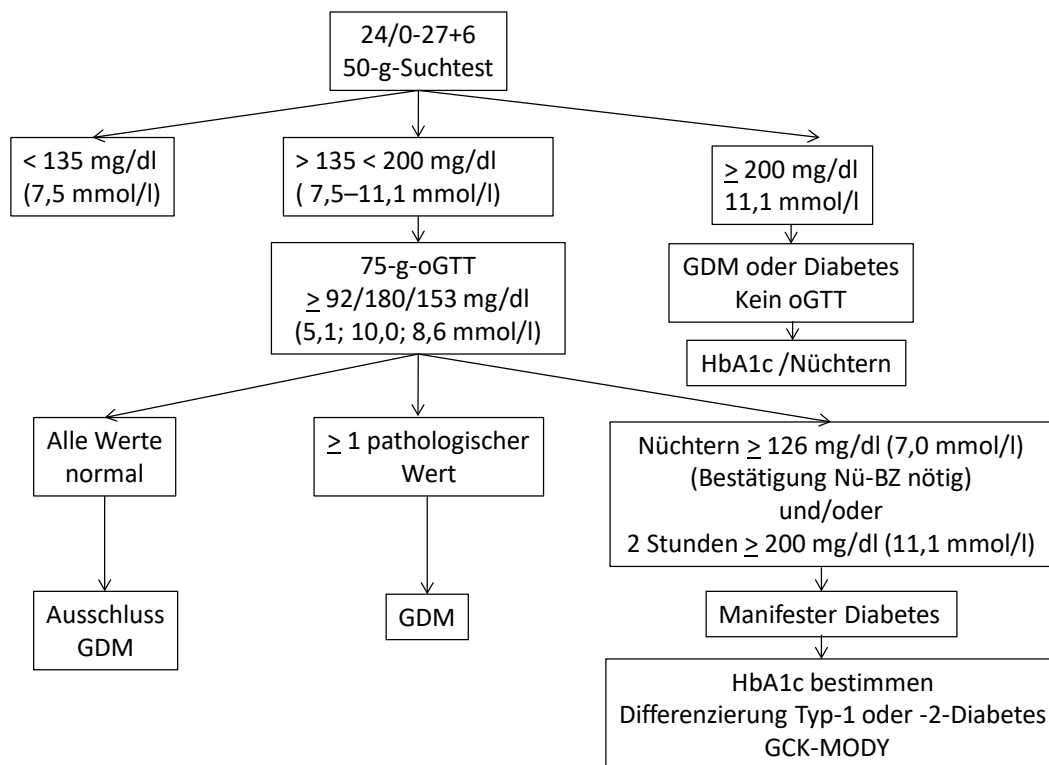 24/0-27+6
50-g-Suchtest
< 135 mg/dl
(7,5 mmol/l)
> 135 < 200 mg/dl
( 7,5–11,1 mmol/l)
≥ 200 mg/dl
11,1 mmol/l
75-g-oGTT
≥ 92/180/153 mg/dl
(5,1; 10,0; 8,6 mmol/l)
GDM oder Diabetes
Kein oGTT
HbA1c /Nüchtern
Alle Werte
normal
≥ 1 pathologischer
Wert
Nüchtern ≥ 126 mg/dl (7,0 mmol/l)
(Bestätigung Nü-BZ nötig)
und/oder
2 Stunden ≥ 200 mg/dl (11,1 mmol/l)
Ausschluss
GDM
GDM
Manifester Diabetes
HbA1c bestimmen
Differenzierung Typ-1 oder -2-Diabetes
GCK-MODY